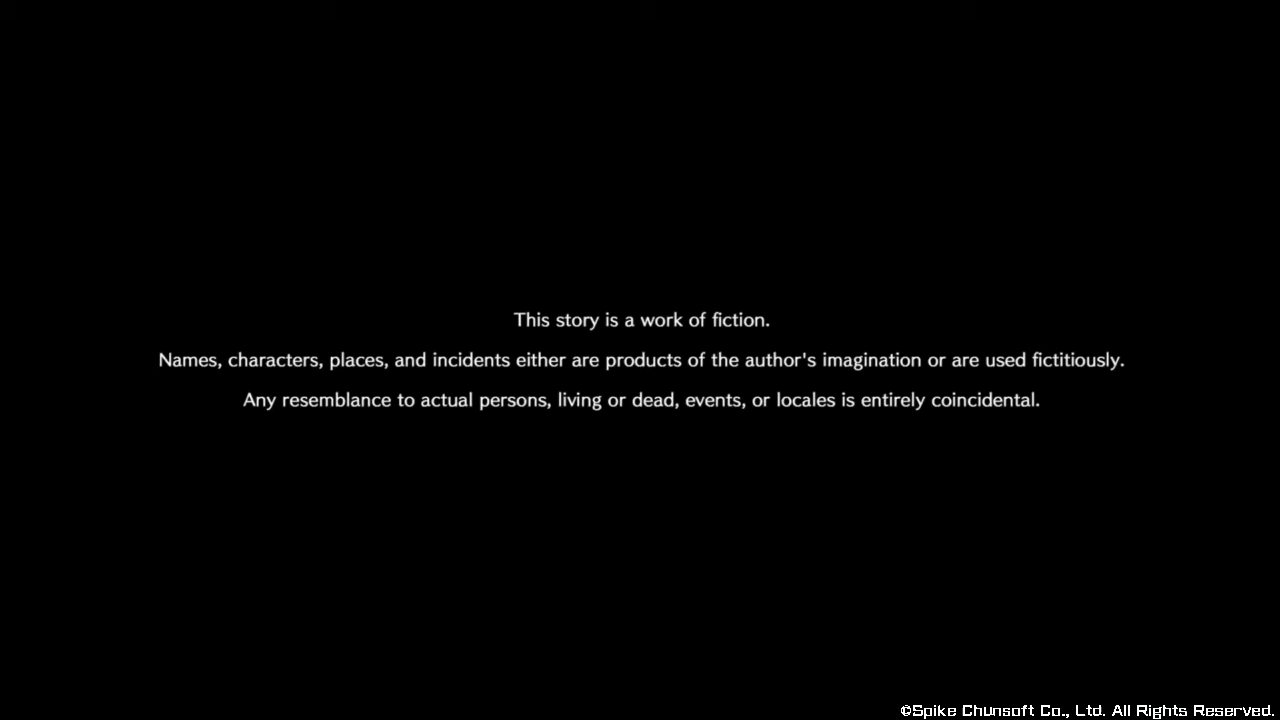 This story is a work of fiction.
Names, characters, places, and incidents either are products of the author's imagination or are used fictitiously.
Any resemblance to actual persons, living or dead, events, or locales is entirely coincidental.
©Spike Chunsoft Co., Ltd. All Rights Reserved.